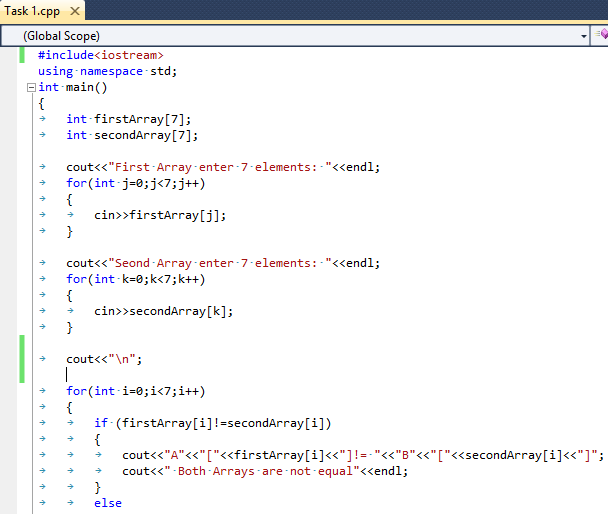 Task 1.cpp
(Global Scope)
#include<iostream>
using namespace std;
int main()
{
int firstArray[7];
int secondArray[7];
cout<<"First Array enter 7 elements: "<<endl;
for(int j=0;j<7;j++)
{
cin>>firstArray[j];
}
cout<<"Seond Array enter 7 elements: "<<endl;
for(int k=0;k<7;k++)
{
cin>>secondArray[k];
}
cout<<"\n";
for(int i=0;i<7;i++)
{
if (firstArray[i]!=secondArray[i])
{
cout<<"A"<<"["<<firstArray[i]<<"]!= "<<"B"<<"["<<secondArray[i]<<"]";
cout<<" Both Arrays are not equal"<<endl;
}
else